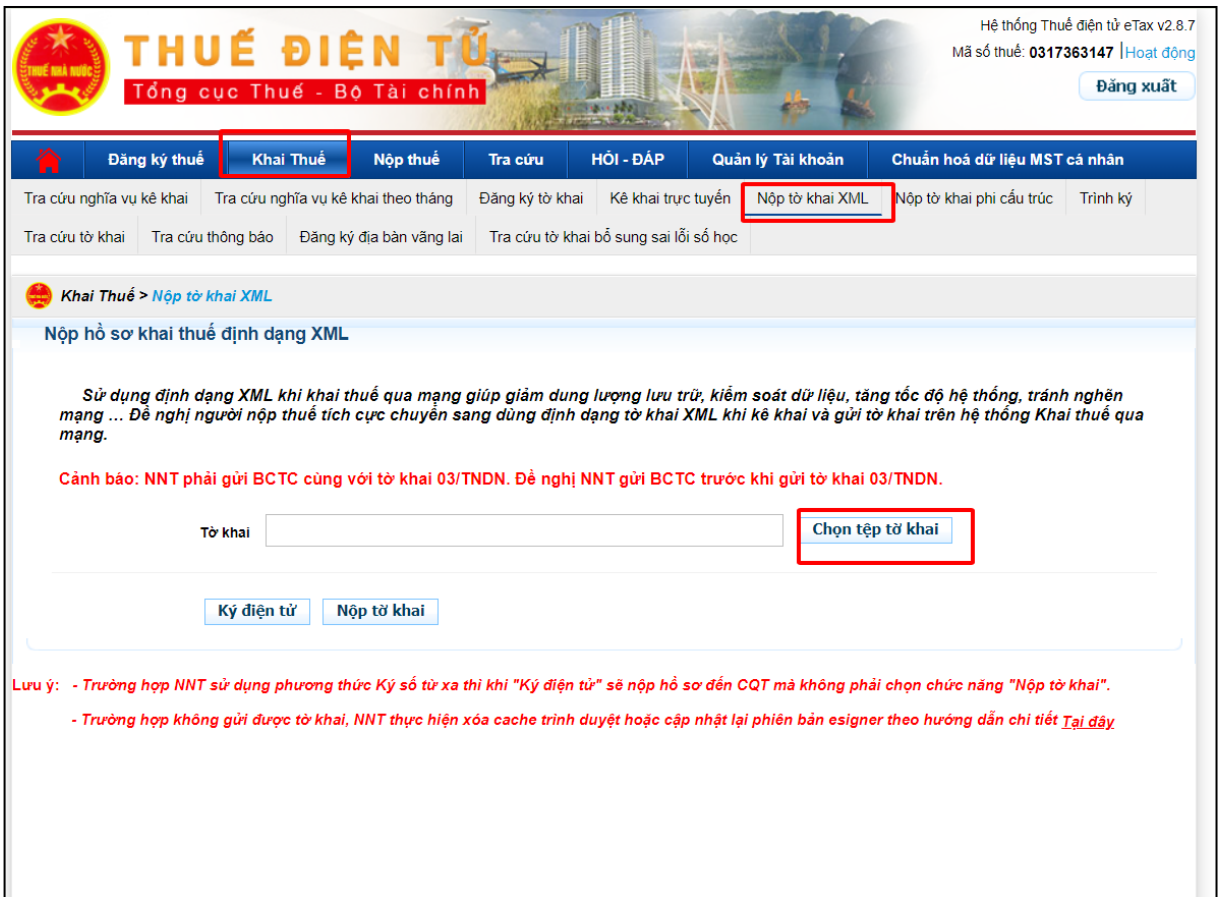 Hệ thống Thuế điện tử eTax v2.8.7
THUẾ ĐIỆN TỬ
Mã số thuế: 0317363147 | Hoạt động
THUẾ NHÀ NƯỚC
Tổng cục Thuế - Bộ Tài chính
Đăng xuất
Đăng ký thuế Khai Thuế Nộp thuế Tra cứu HỎI - ĐÁP Quản lý Tài khoản Chuẩn hoá dữ liệu MST cá nhân
Tra cứu nghĩa vụ kê khai Tra cứu nghĩa vụ kê khai theo tháng Đăng ký tờ khai Kê khai trực tuyến Nộp tờ khai XML Nộp tờ khai phi cấu trúc Trình ký
Tra cứu tờ khai Tra cứu thông báo Đăng ký địa bàn vãng lai Tra cứu tờ khai bổ sung sai lỗi số học
Khai Thuế > Nộp tờ khai XML
Nộp hồ sơ khai thuế định dạng XML
Sử dụng định dạng XML khi khai thuế qua mạng giúp giảm dung lượng lưu trữ, kiểm soát dữ liệu, tăng tốc độ hệ thống, tránh nghẽn
mạng ... Đề nghị người nộp thuế tích cực chuyển sang dùng định dạng tờ khai XML khi kê khai và gửi tờ khai trên hệ thống Khai thuế qua
mạng.
Cảnh báo: NNT phải gửi BCTC cùng với tờ khai 03/TNDN. Đề nghị NNT gửi BCTC trước khi gửi tờ khai 03/TNDN.
Tờ khai Chọn tệp tờ khai
Ký điện tử Nộp tờ khai
Lưu ý: - Trường hợp NNT sử dụng phương thức Ký số từ xa thì khi "Ký điện tử" sẽ nộp hồ sơ đến CQT mà không phải chọn chức năng "Nộp tờ khai".
- Trường hợp không gửi được tờ khai, NNT thực hiện xóa cache trình duyệt hoặc cập nhật lại phiên bản esigner theo hướng dẫn chi tiết Tại đây